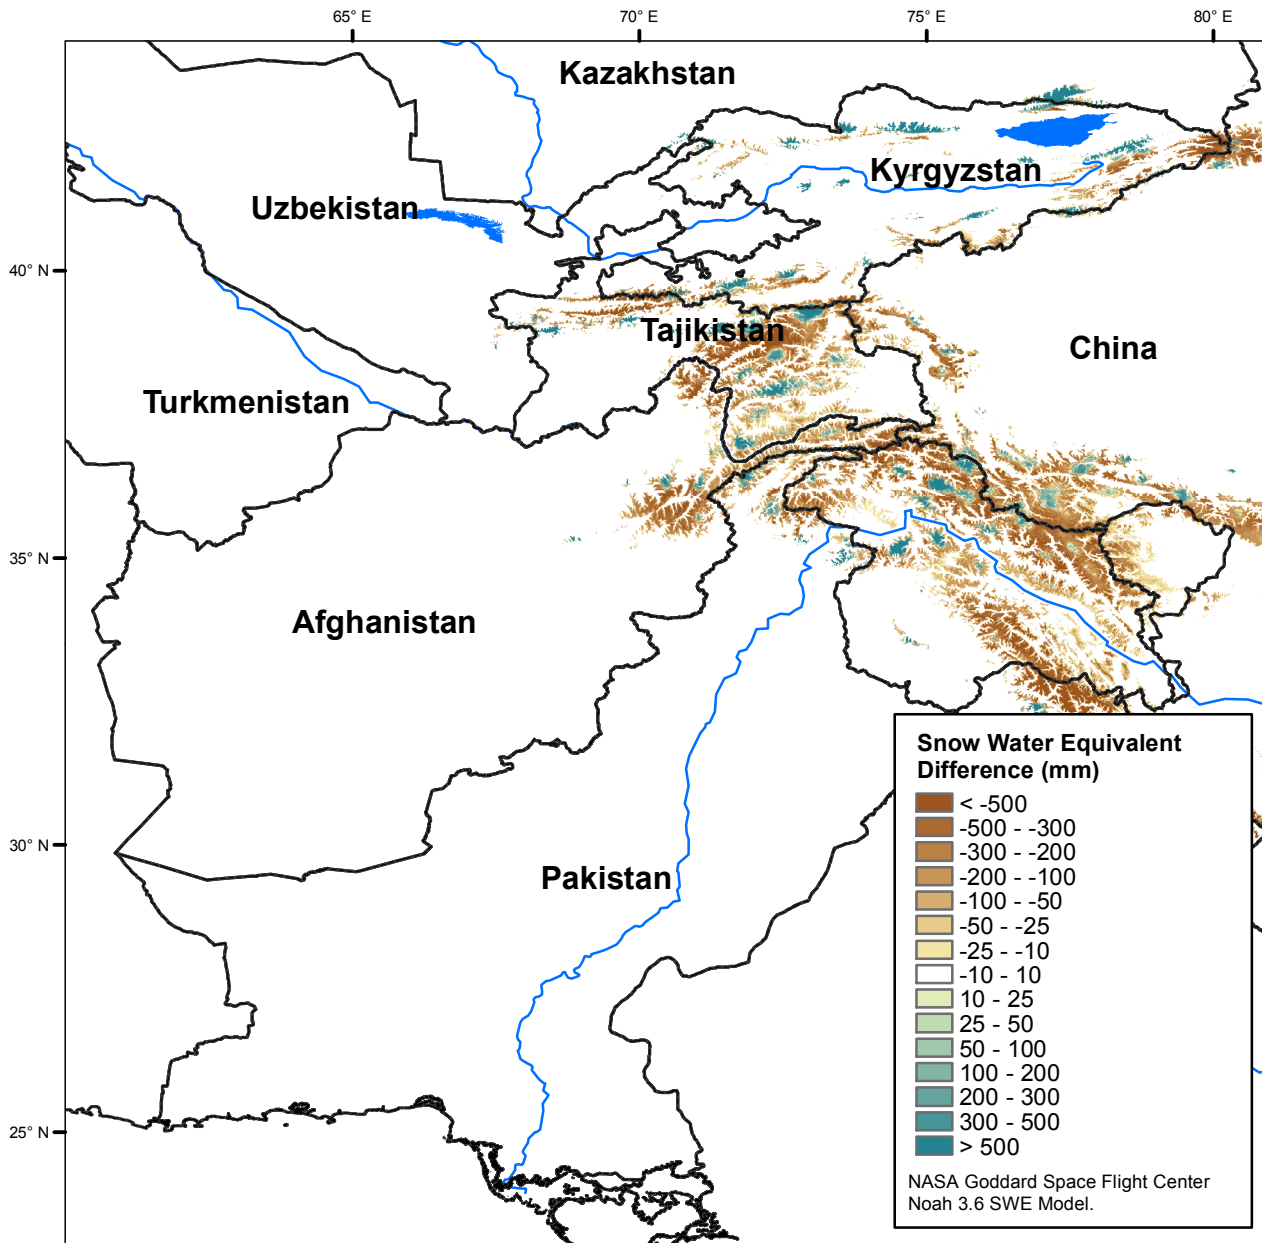 65° E
70° E
75° E
80° E
Kazakhstan
Kyrgyzstan
Uzbekistan
40° N
Tajikistan
China
Turkmenistan
35° N
Afghanistan
Snow Water Equivalent
Difference (mm)
< -500
-500 - -300
-300 - -200
-200 - -100
-100 - -50
-50 - -25
-25 - -10
-10 - 10
10 - 25
25 - 50
50 - 100
100 - 200
200 - 300
300 - 500
> 500
NASA Goddard Space Flight Center
Noah 3.6 SWE Model.
30° N
Pakistan
25° N